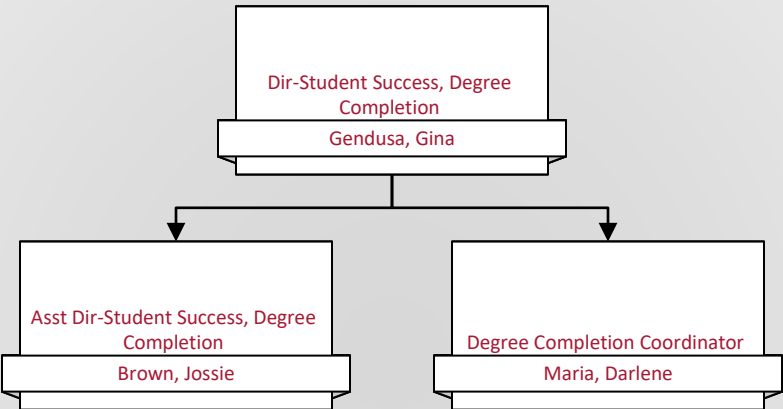 Dir-Student Success, Degree
Completion
Gendusa, Gina
Asst Dir-Student Success, Degree
Completion
Brown, Jossie
Degree Completion Coordinator
Maria, Darlene